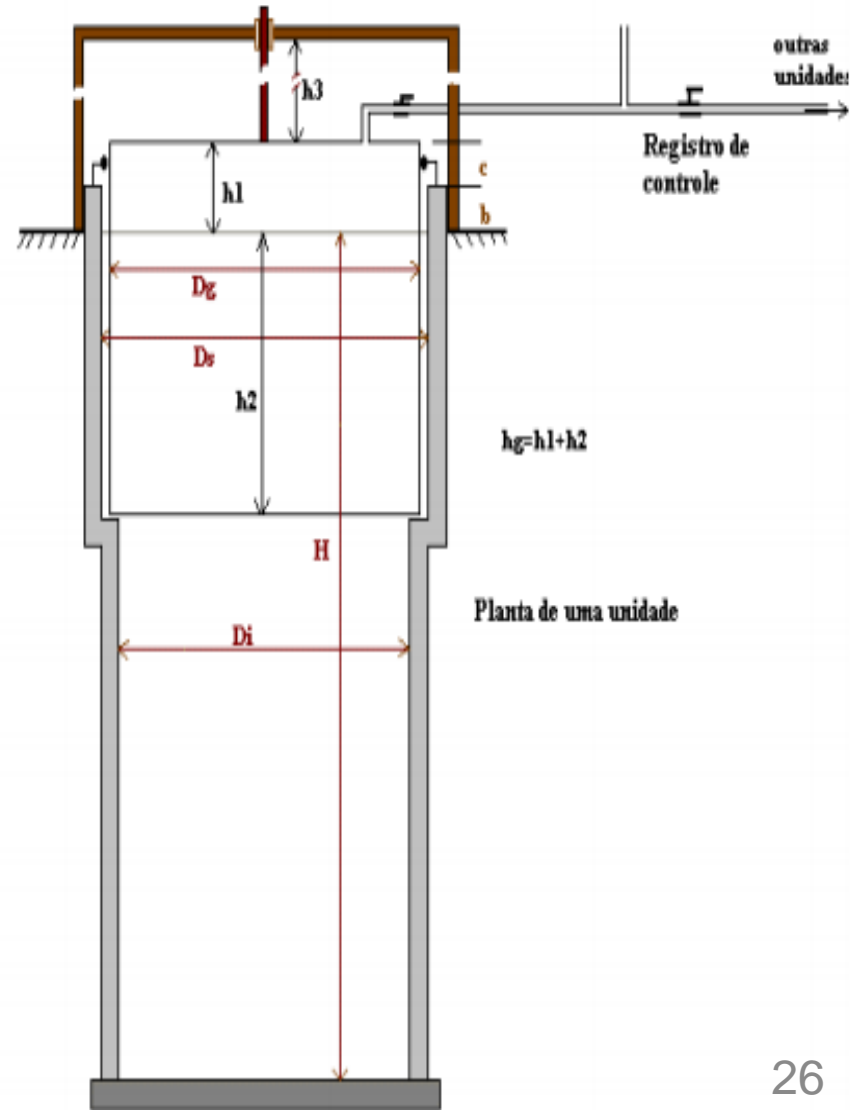 outras
unidades
h3
Registro de
controle
c
h1
b
Dg
Ds
h2
hg=h1+h2
H
Planta de uma unidade
Di
26